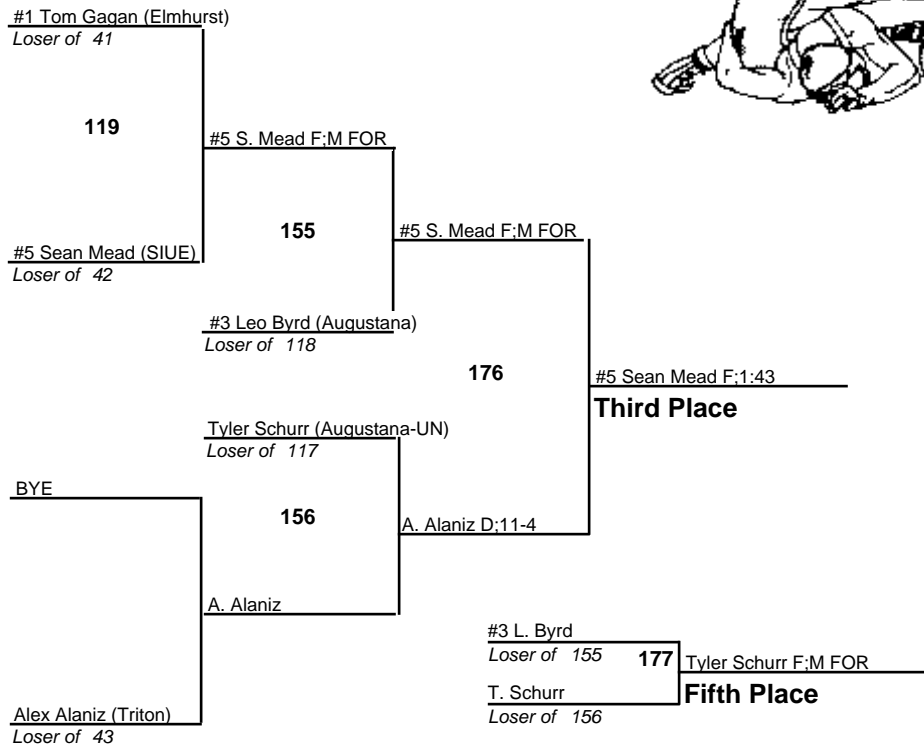 #1 Tom Gagan (Elmhurst)
Loser of 41
119
#5 S. Mead F;M FOR
155
#5 S. Mead F;M FOR
#5 Sean Mead (SIUE)
Loser of 42
#3 Leo Byrd (Augustana)
Loser of 118
176
#5 Sean Mead F;1:43
Third Place
Tyler Schurr (Augustana-UN)
Loser of 117
BYE
156
A. Alaniz D;11-4
A. Alaniz
#3 L. Byrd
Loser of 155
177
Tyler Schurr F;M FOR
Fifth Place
T. Schurr
Loser of 156
Alex Alaniz (Triton)
Loser of 43